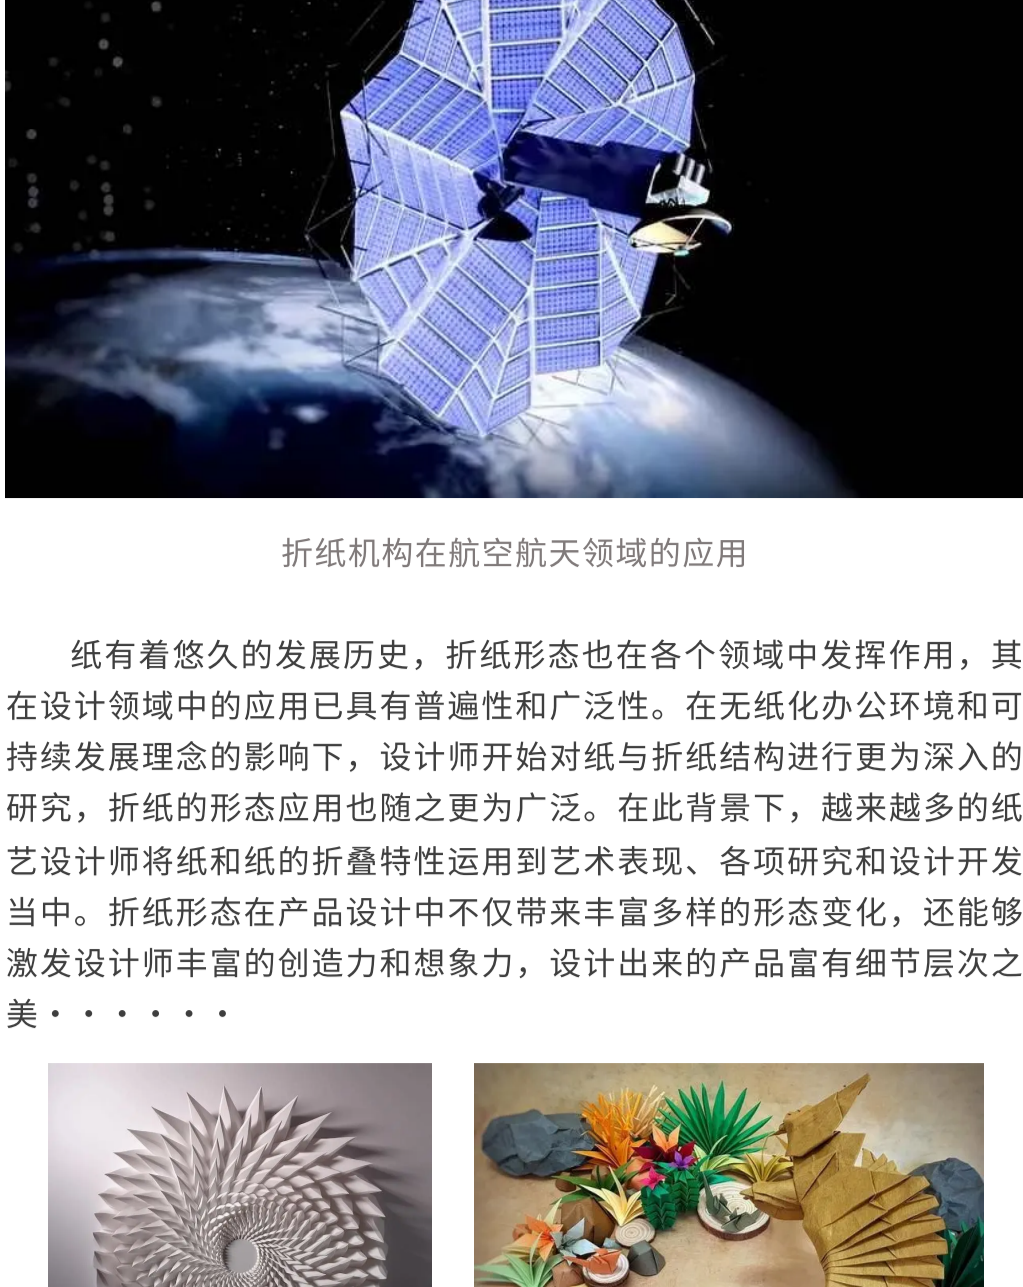 折纸机构在航空航天领域的应用
纸有着悠久的发展历史，折纸形态也在各个领域中发挥作用，其
在设计领域中的应用已具有普遍性和广泛性。在无纸化办公环境和可
持续发展理念的影响下，设计师开始对纸与折纸结构进行更为深入的
研究，折纸的形态应用也随之更为广泛。在此背景下，越来越多的纸
艺设计师将纸和纸的折叠特性运用到艺术表现、各项研究和设计开发
当中。折纸形态在产品设计中不仅带来丰富多样的形态变化，还能够
激发设计师丰富的创造力和想象力，设计出来的产品富有细节层次之
美・・・・・・